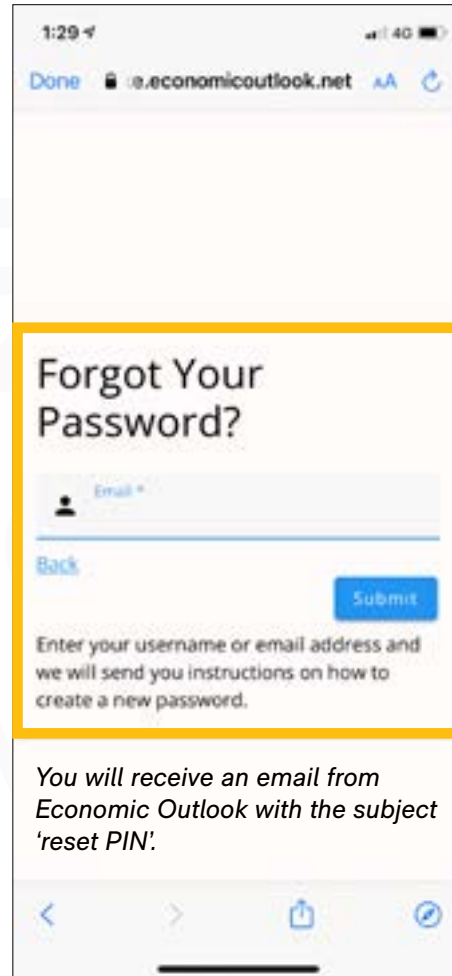 1:29
4G
Done
e.economicoutlook.net
AA
Forgot Your
Password?
Email *
Back
Submit
Enter your username or email address and
we will send you instructions on how to
create a new password.
You will receive an email from
Economic Outlook with the subject
‘reset PIN’.